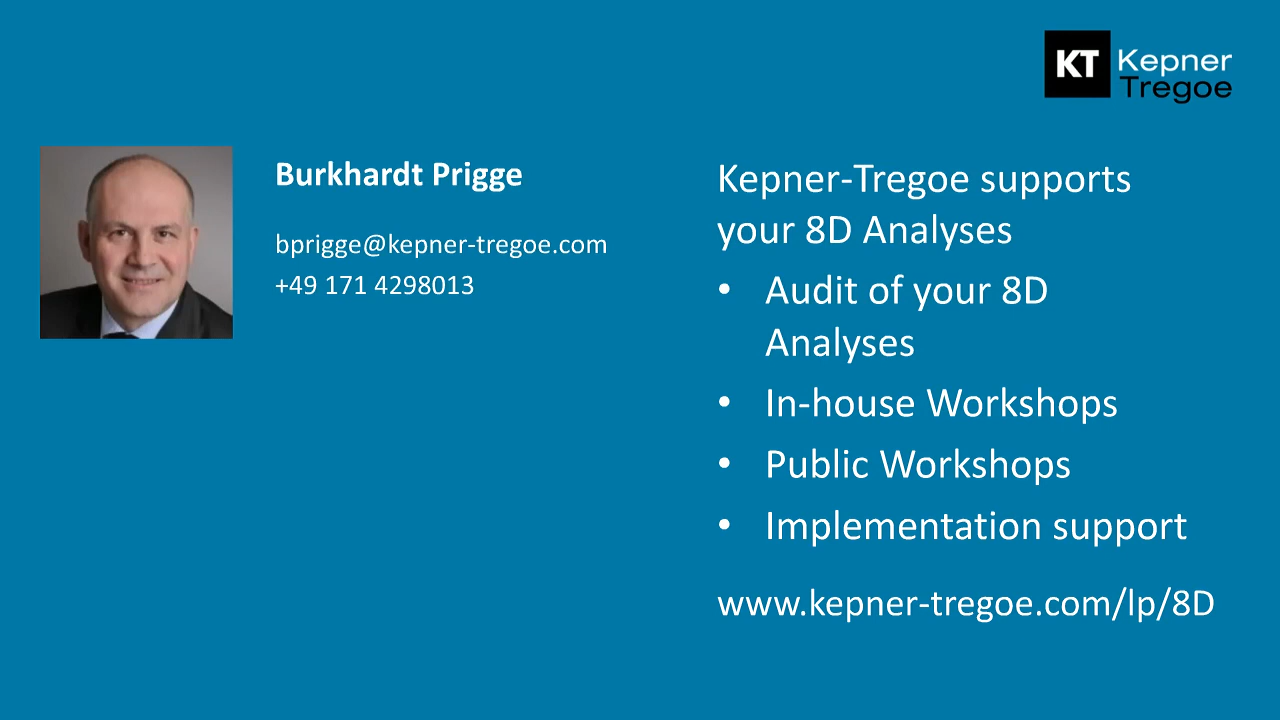 KT Kepner
Tregoe
Burkhardt Prigge
bprigge@kepner-tregoe.com
+49 171 4298013
Kepner-Tregoe supports
your 8D Analyses
• Audit of your 8D
Analyses
• In-house Workshops
• Public Workshops
• Implementation support
www.kepner-tregoe.com/lp/8D